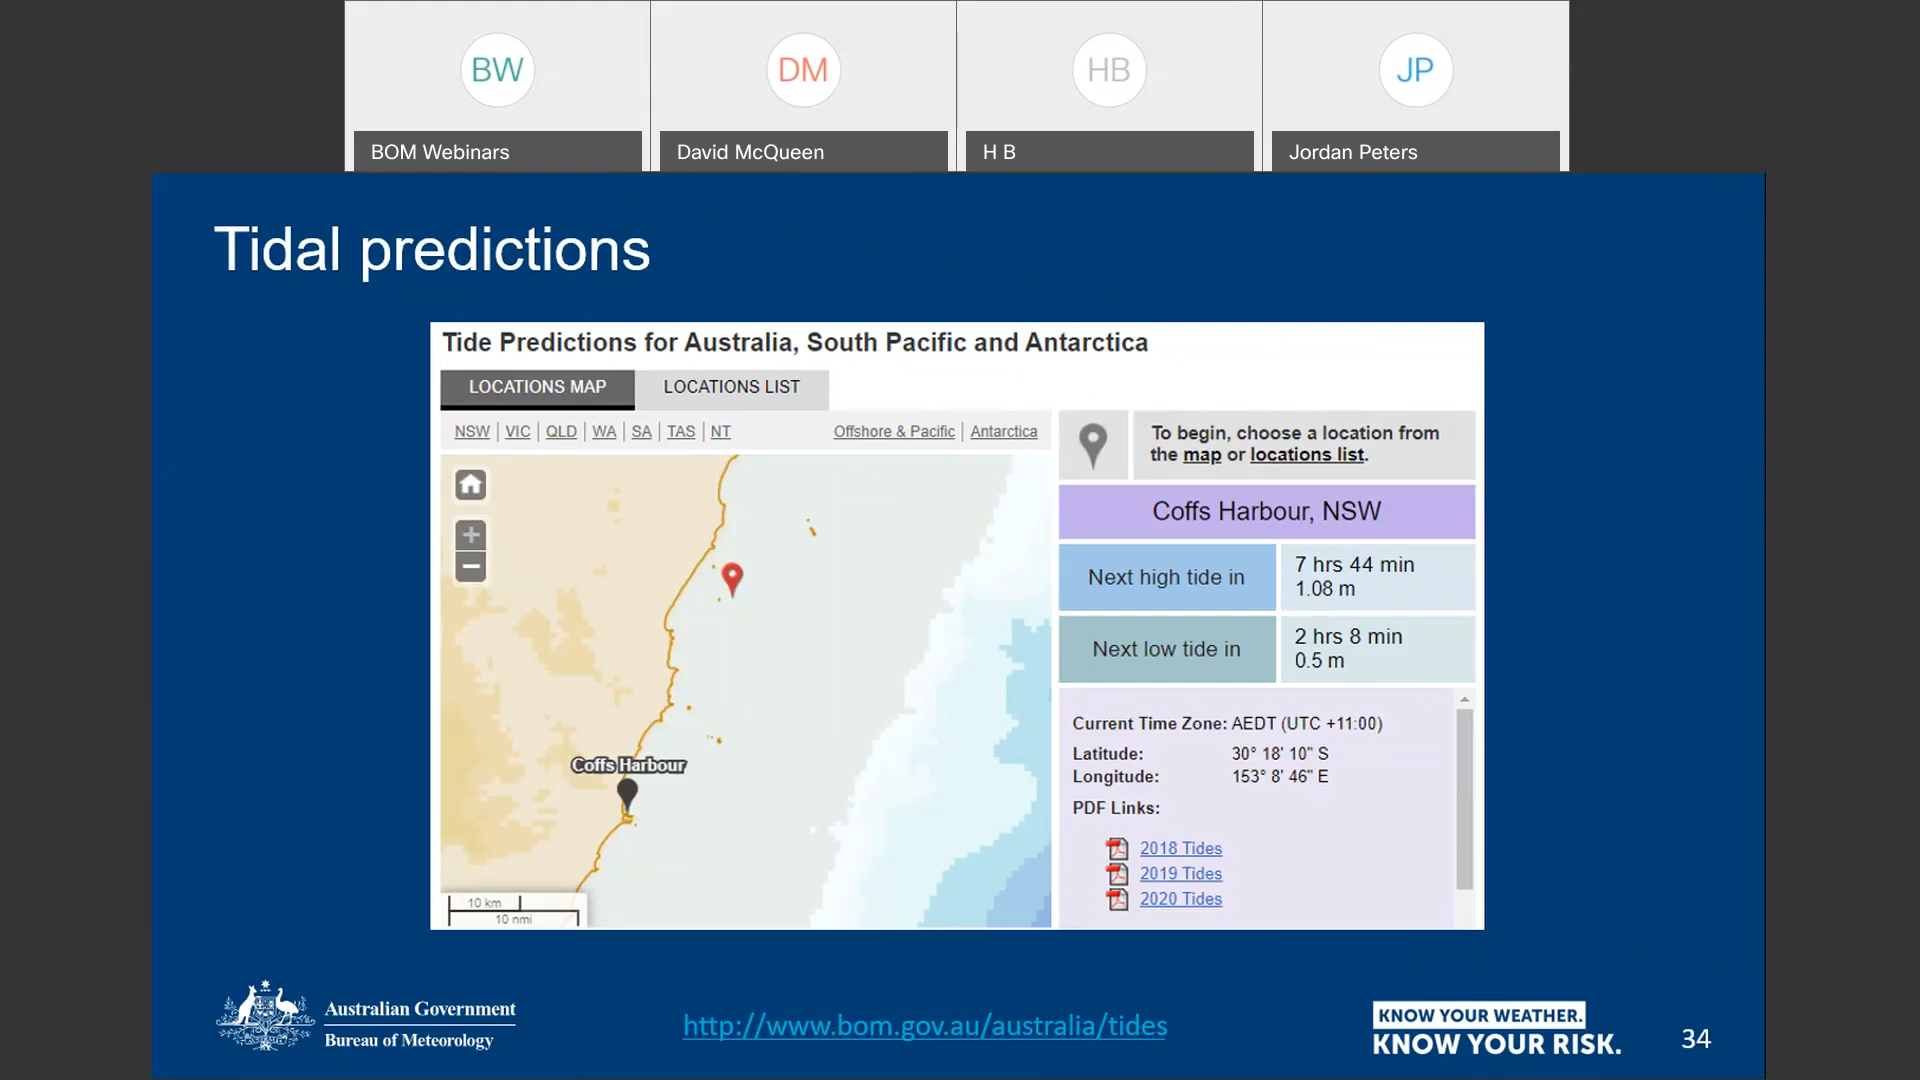 BW
DM
HB
JP
BOM Webinars
David McQueen
H B
Jordan Peters
Tidal predictions
Tide Predictions for Australia, South Pacific and Antarctica
LOCATIONS MAP
LOCATIONS LIST
NSW | VIC | QLD | WA | SA | TAS | NT
Offshore & Pacific | Antarctica
To begin, choose a location from
the map or locations list.
Coffs Harbour, NSW
Next high tide in
7 hrs 44 min
1.08 m
Next low tide in
2 hrs 8 min
0.5 m
Coffs Harbour
10 km
10 nmi
Current Time Zone: AEDT (UTC +11:00)
Latitude: 30° 18' 10" S
Longitude: 153° 8' 46" E
PDF Links:
2018 Tides
2019 Tides
2020 Tides
Australian Government
Bureau of Meteorology
http://www.bom.gov.au/australia/tides
KNOW YOUR WEATHER.
KNOW YOUR RISK.
34